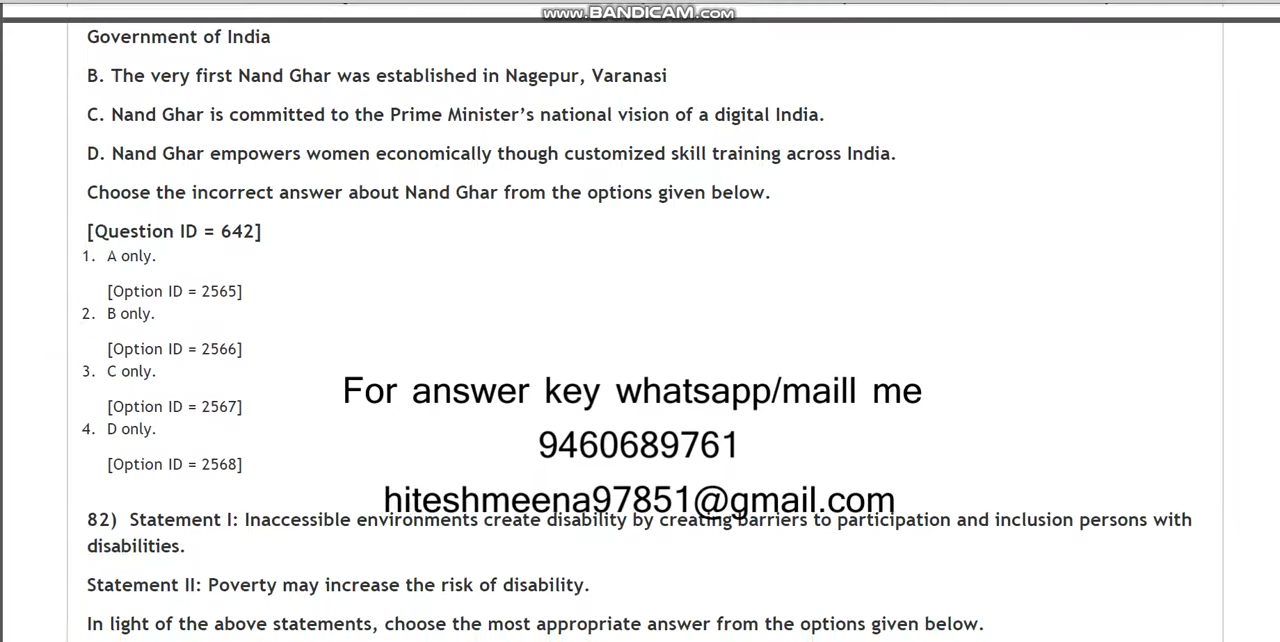 www.BANDICAM.com
Government of India
B. The very first Nand Ghar was established in Nagepur, Varanasi
C. Nand Ghar is committed to the Prime Minister’s national vision of a digital India.
D. Nand Ghar empowers women economically though customized skill training across India.
Choose the incorrect answer about Nand Ghar from the options given below.
[Question ID = 642]
1. A only.
[Option ID = 2565]
2. B only.
[Option ID = 2566]
3. C only.
[Option ID = 2567]
4. D only.
[Option ID = 2568]
For answer key whatsapp/maill me
9460689761
hiteshmeena97851@gmail.com
82) Statement I: Inaccessible environments create disability by creating barriers to participation and inclusion persons with
disabilities.
Statement II: Poverty may increase the risk of disability.
In light of the above statements, choose the most appropriate answer from the options given below.